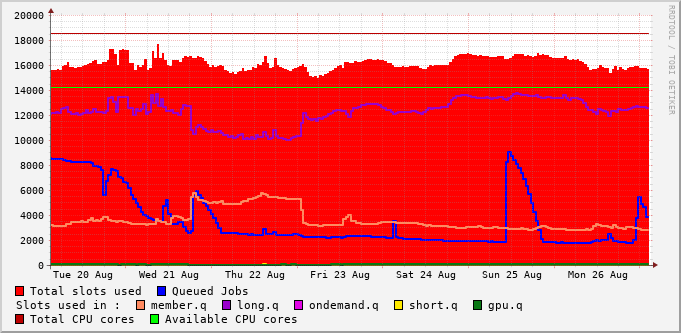 20000
18000
16000
14000
12000
10000
8000
6000
4000
2000
0
Tue 20 Aug Wed 21 Aug Thu 22 Aug Fri 23 Aug Sat 24 Aug Sun 25 Aug Mon 26 Aug
RRDTOOL / TOBI OETIKER
Total slots used Queued Jobs
Slots used in : member.q long.q ondemand.q short.q gpu.q
Total CPU cores Available CPU cores